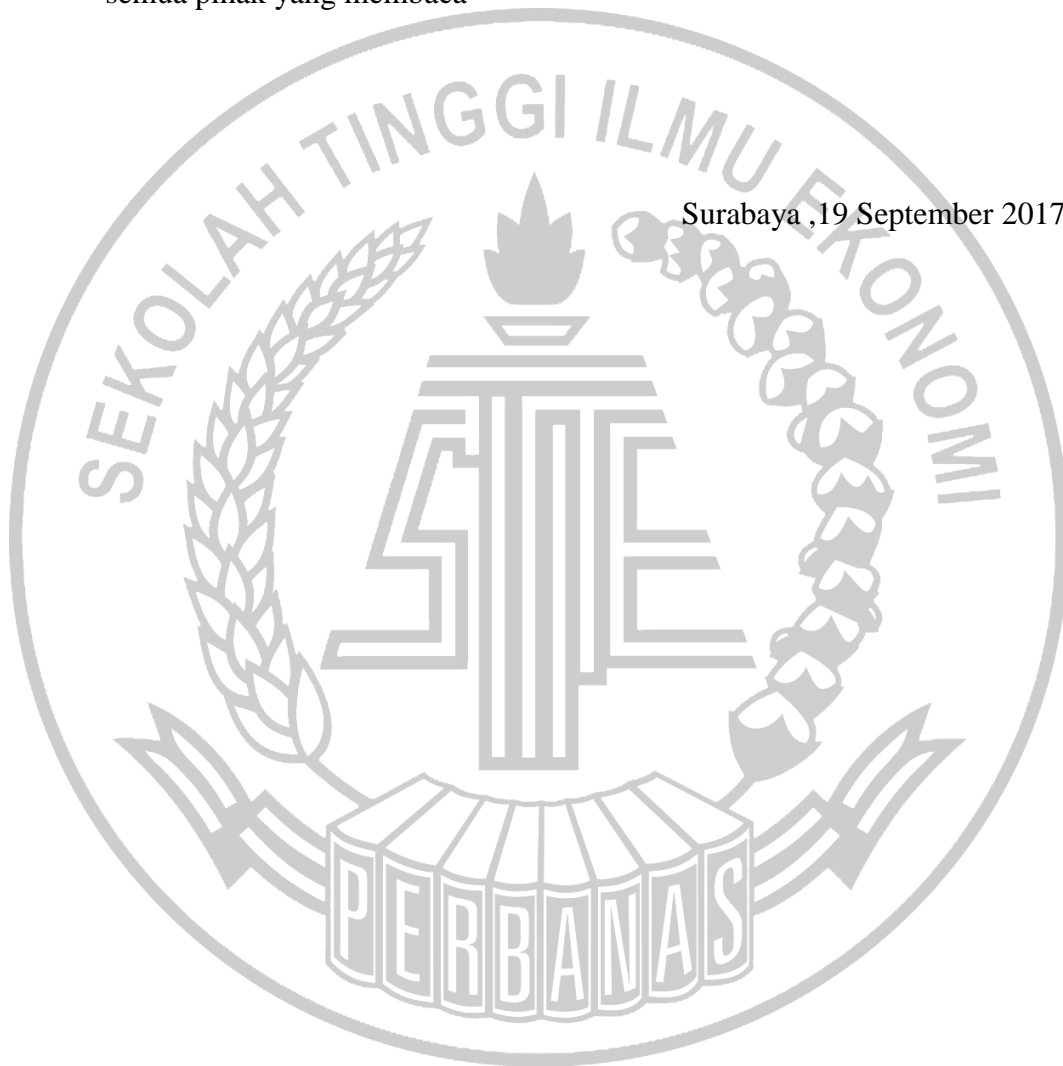 semua pihak yang membaca
Surabaya ,19 September 2017
SEKOLAH TINGGI ILMU EKONOMI
STIE
PERBANAS